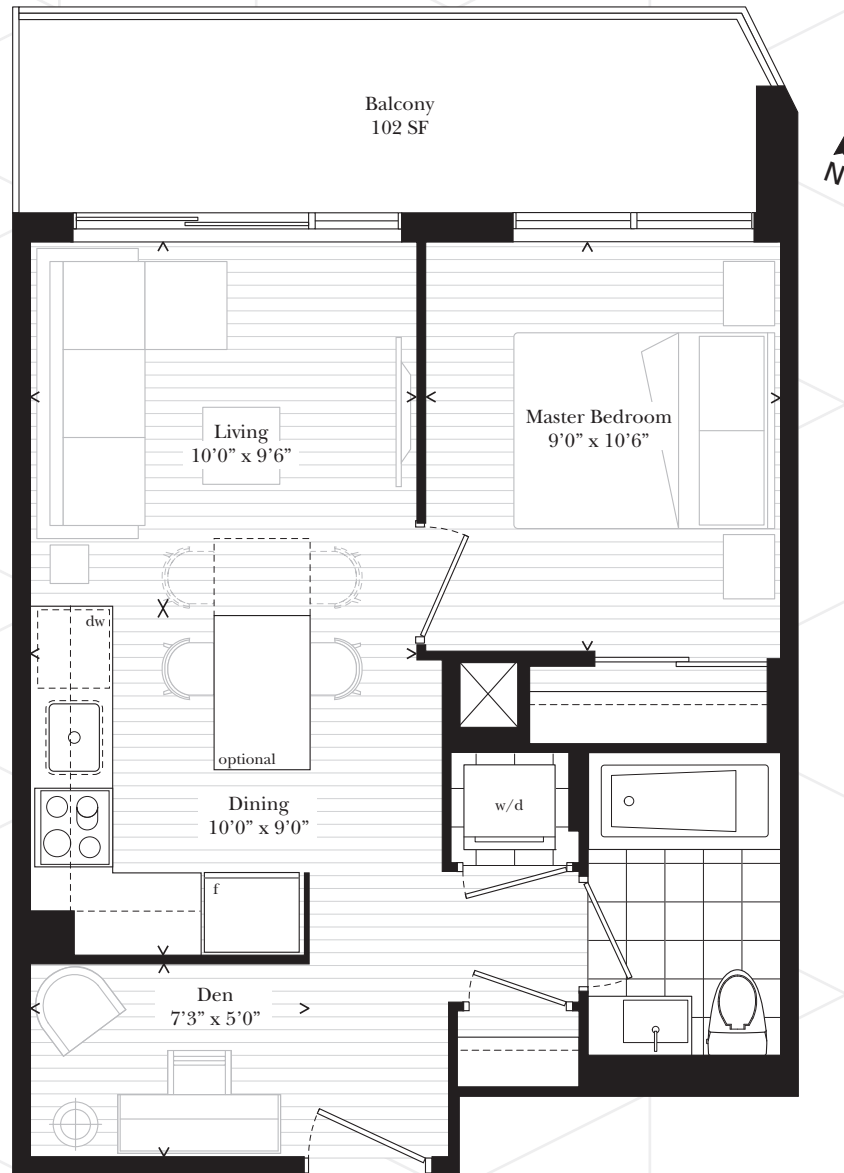 Balcony
102 SF
N
Living
10’0” x 9’6”
Master Bedroom
9’0” x 10’6”
dw
optional
Dining
10’0” x 9’0”
w/d
f
Den
7’3” x 5’0”